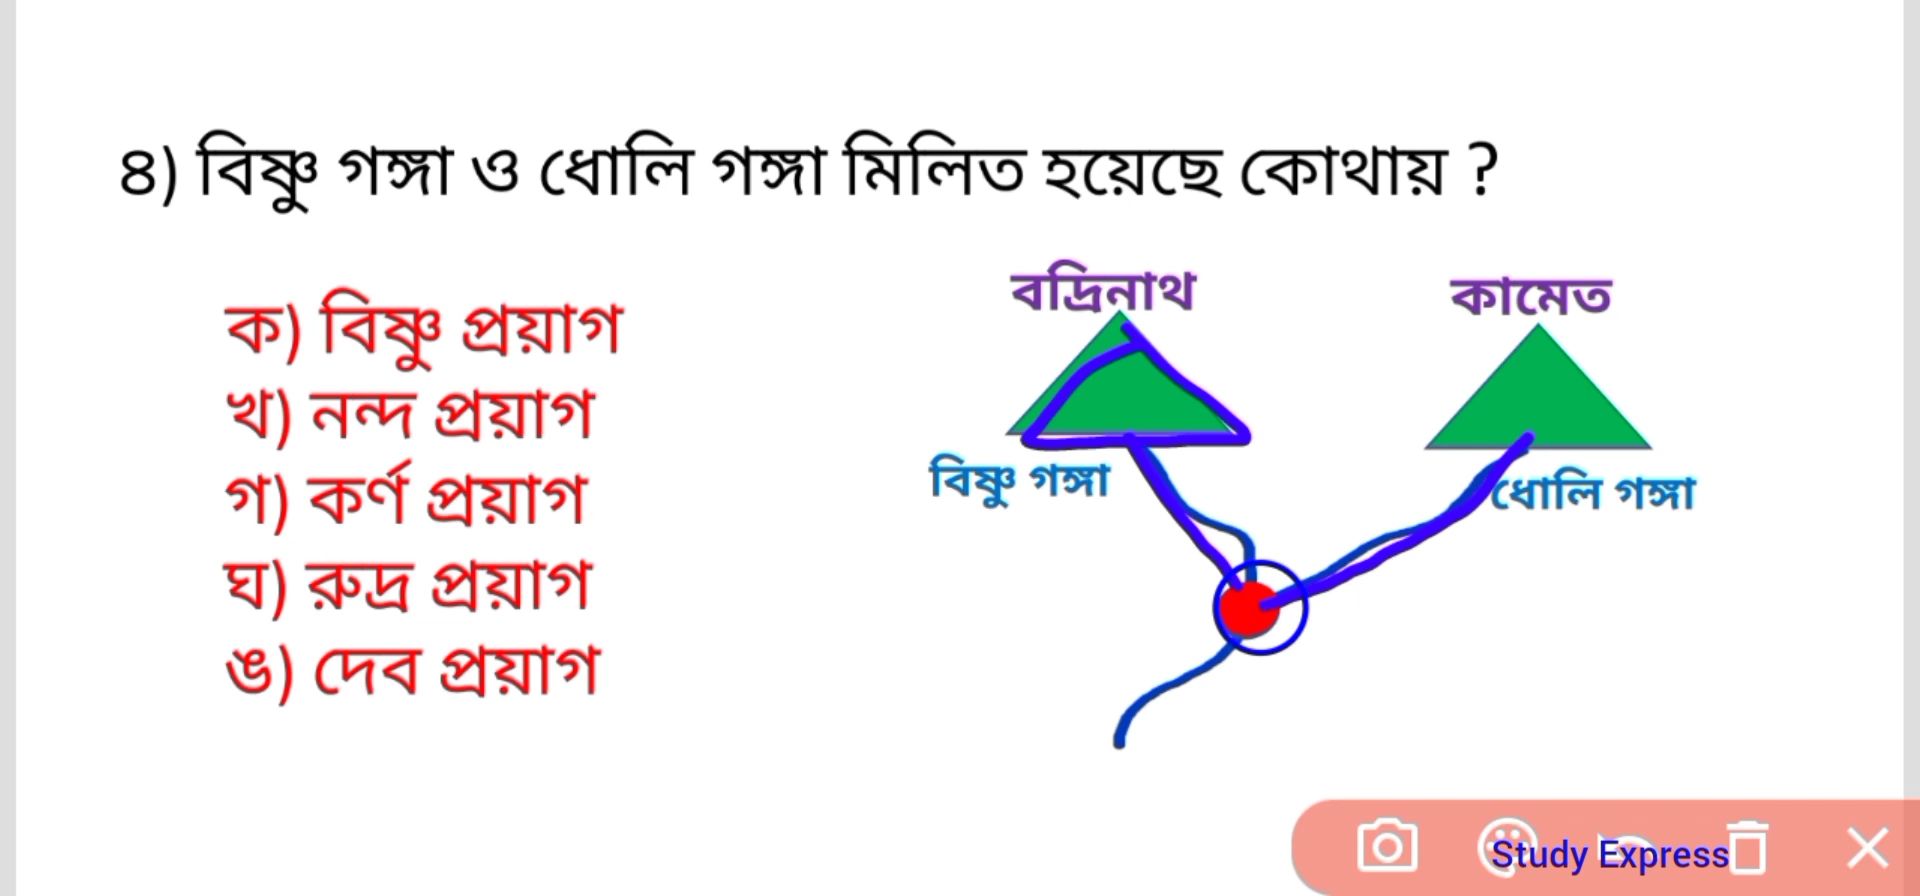 ৪) বিষ্ণু গঙ্গা ও ধোলি গঙ্গা মিলিত হয়েছে কোথায় ?
ক) বিষ্ণু প্রয়াগ
খ) নন্দ প্রয়াগ
গ) কর্ণ প্রয়াগ
ঘ) রুদ্র প্রয়াগ
ঙ) দেব প্রয়াগ
বদ্রিনাথ
কামেত
বিষ্ণু গঙ্গা
ধোলি গঙ্গা
Study Express